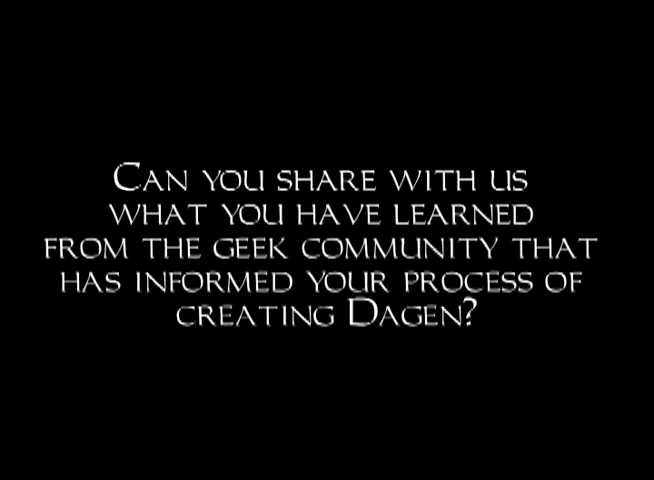 Can you share with us
what you have learned
from the geek community that
has informed your process of
creating Dagen?